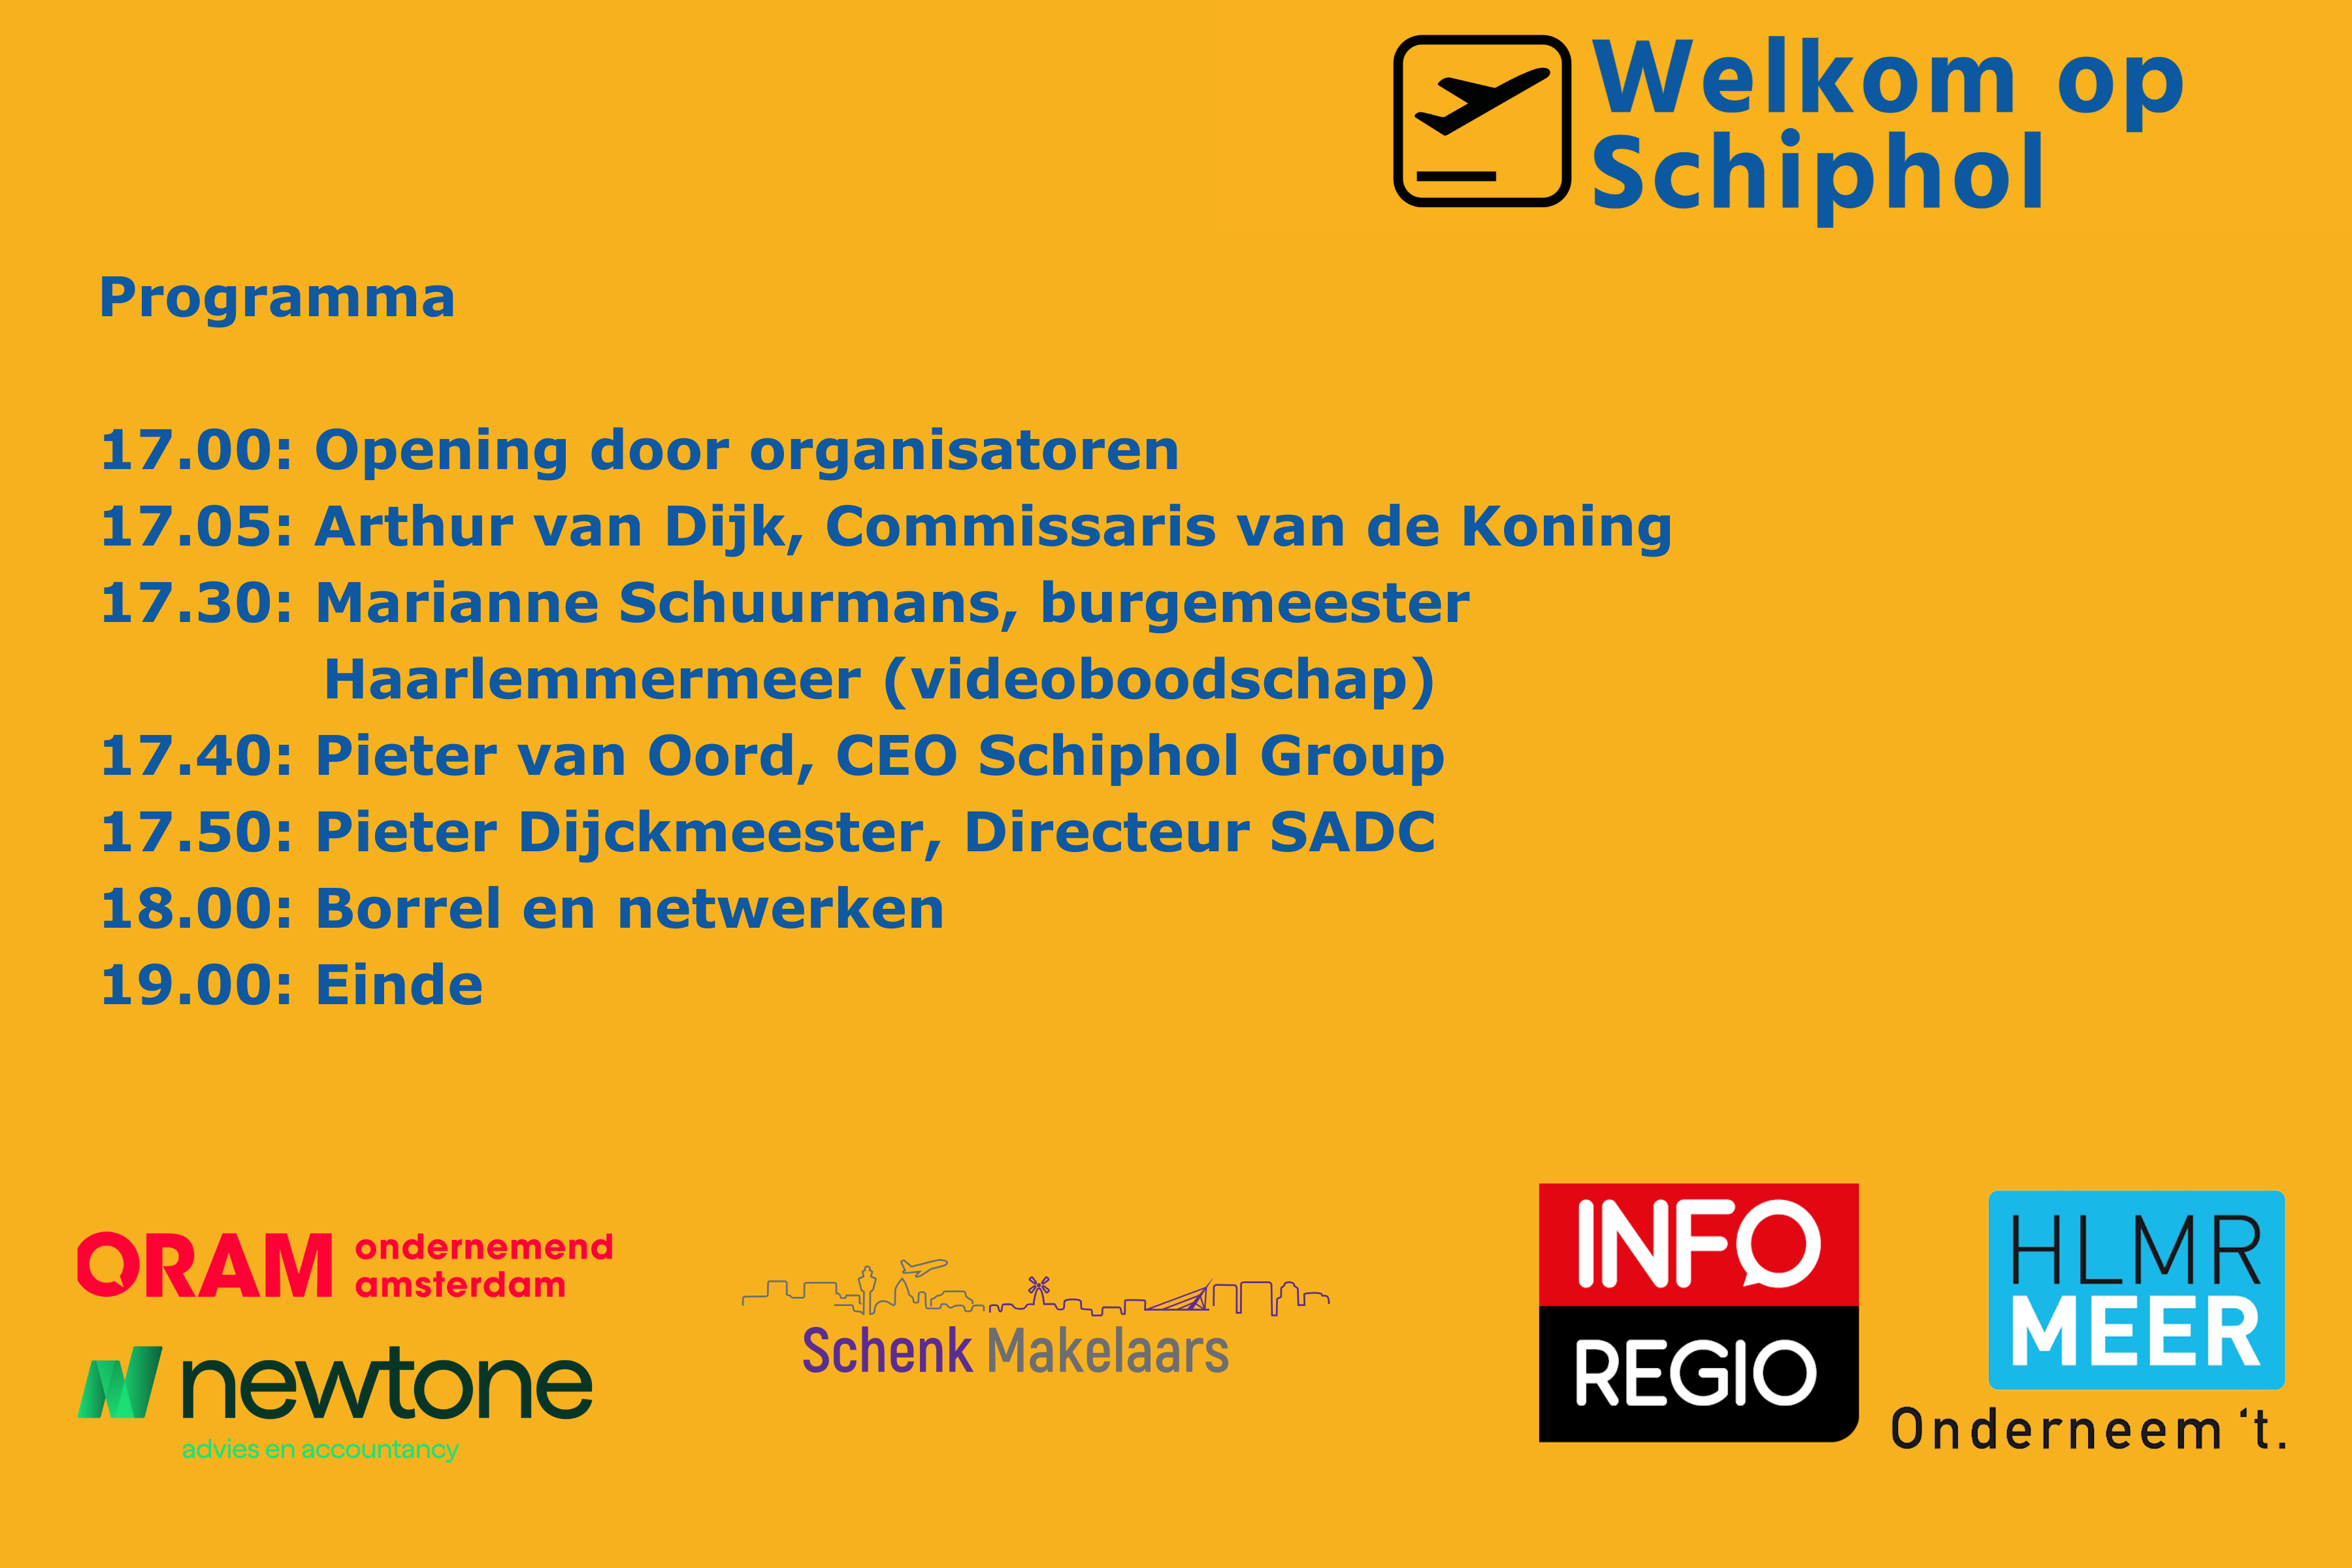 Welkom op
Schiphol
Programma
17.00: Opening door organisatoren
17.05: Arthur van Dijk, Commissaris van de Koning
17.30: Marianne Schuurmans, burgemeester
Haarlemmermeer (videoboodschap)
17.40: Pieter van Oord, CEO Schiphol Group
17.50: Pieter Dijckmeester, Directeur SADC
18.00: Borrel en netwerken
19.00: Einde
ORAM ondernemend
amsterdam
newtone
advies en accountancy
Schenk Makelaars
INFO
REGIO
HLMR
MEER
Onderneem ‘t.